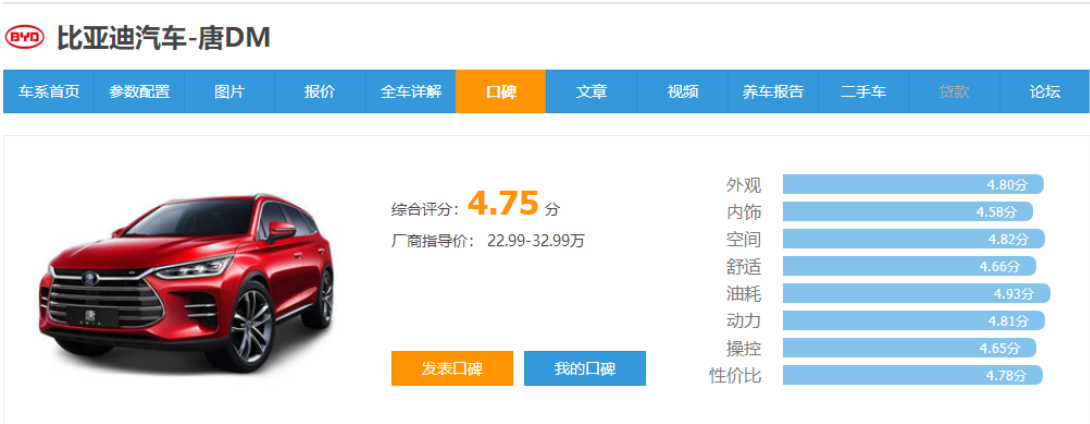 BYD 比亚迪汽车-唐DM
车系首页 参数配置 图片 报价 全车详解 口碑 文章 视频 养车报告 二手车 贷款 论坛
综合评分：4.75 分
厂商指导价： 22.99-32.99万
唐
发表口碑 我的口碑
外观 4.80分
内饰 4.58分
空间 4.82分
舒适 4.66分
油耗 4.93分
动力 4.81分
操控 4.65分
性价比 4.78分